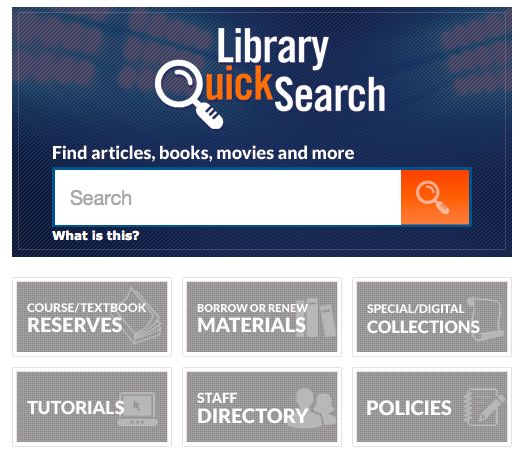 Library
QuickSearch
Find articles, books, movies and more
Search
What is this?
COURSE/TEXTBOOK
RESERVES
BORROW OR RENEW
MATERIALS
SPECIAL/DIGITAL
COLLECTIONS
TUTORIALS
STAFF
DIRECTORY
POLICIES